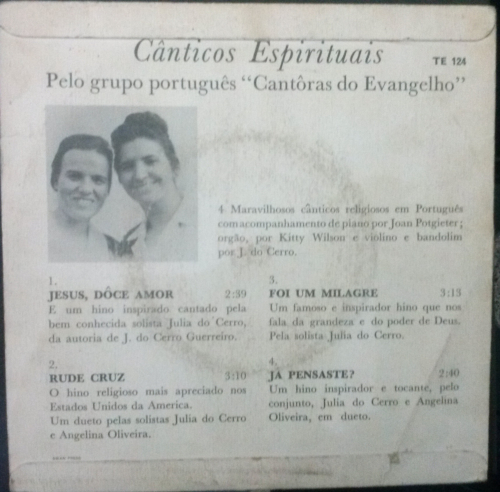 Cânticos Espirituais
TE 124
Pelo grupo português "Cantôras do Evangelho"
4 Maravilhosos cânticos religiosos em Português
com acompanhamento de piano por Joan Potgieter;
orgão, por Kitty Wilson e violino e bandolim
por J. do Cerro.
1.
JESUS, DÔCE AMOR 2:39
E um hino inspirado cantado pela
bem conhecida solista Julia do Cerro,
da autoria de J. do Cerro Guerreiro.
2.
RUDE CRUZ 3:10
O hino religioso mais apreciado nos
Estados Unidos da America.
Um dueto pelas solistas Julia do Cerro
e Angelina Oliveira.
3.
FOI UM MILAGRE 3:15
Um famoso e inspirador hino que nos
fala da grandeza e do poder de Deus.
Pela solista Julia do Cerro.
4.
JÁ PENSASTE? 2:40
Um hino inspirador e tocante, pelo
conjunto, Julia do Cerro e Angelina
Oliveira, em dueto.